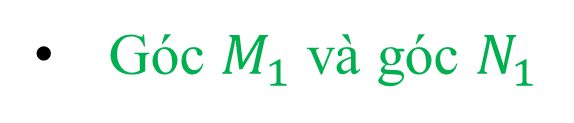 • Góc M₁ và góc N₁